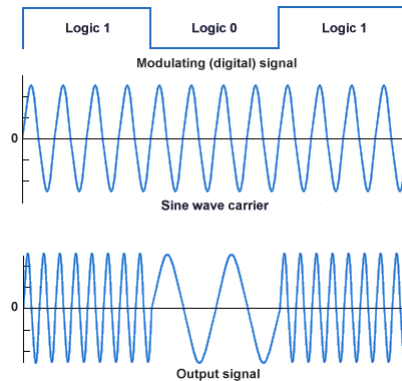 Logic 1 Logic 0 Logic 1
Modulating (digital) signal
0
Sine wave carrier
0
Output signal